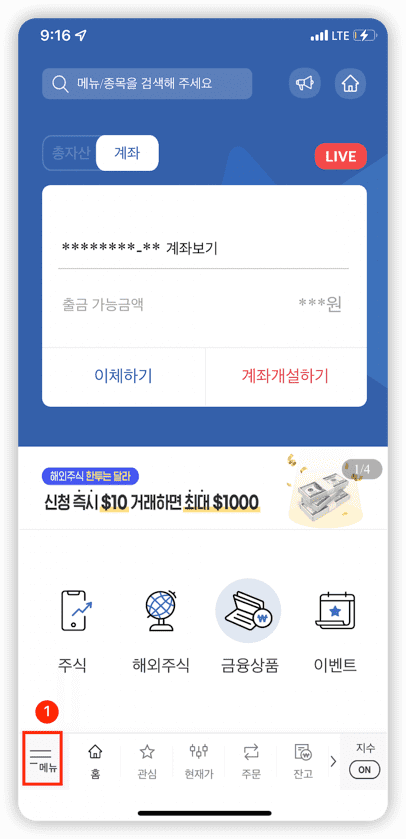 9:16 LTE
메뉴/종목을 검색해 주세요
총자산 계좌 LIVE
********-** 계좌보기
출금 가능금액 ***원
이체하기 계좌개설하기
해외주식 한투는 달라 1/4
신청 즉시 $10 거래하면 최대 $1000
주식 해외주식 금융상품 이벤트
1
메뉴 홈 관심 현재가 주문 잔고 지수
ON